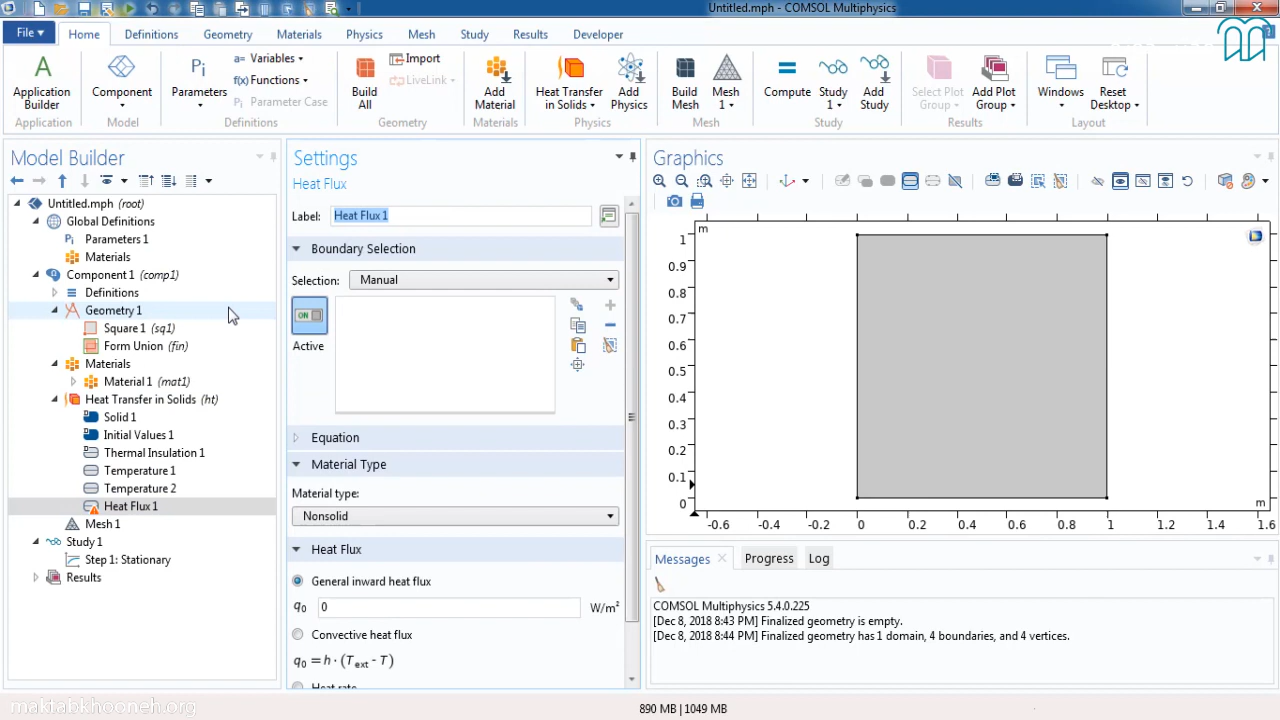 Untitled.mph - COMSOL Multiphysics
File
Home
Definitions
Geometry
Materials
Physics
Mesh
Study
Results
Developer
Application Builder
Application
Component
Model
Pi
Parameters
a= Variables
f(x) Functions
Pi Parameter Case
Definitions
Build All
Import
LiveLink
Geometry
Add Material
Materials
Heat Transfer in Solids
Add Physics
Physics
Build Mesh
Mesh 1
Mesh
Compute
Study 1
Add Study
Study
Select Plot Group
Add Plot Group
Results
Windows
Reset Desktop
Layout
Model Builder
Untitled.mph (root)
Global Definitions
Pi Parameters 1
Materials
Component 1 (comp1)
Definitions
Geometry 1
Square 1 (sq1)
Form Union (fin)
Materials
Material 1 (mat1)
Heat Transfer in Solids (ht)
Solid 1
Initial Values 1
Thermal Insulation 1
Temperature 1
Temperature 2
Heat Flux 1
Mesh 1
Study 1
Step 1: Stationary
Results
Settings
Heat Flux
Label: Heat Flux 1
Boundary Selection
Selection: Manual
ON
Active
Equation
Material Type
Material type:
Nonsolid
Heat Flux
General inward heat flux
q0 0 W/m²
Convective heat flux
q0 = h · (Text - T)
Heat rate
Graphics
m
1
0.9
0.8
0.7
0.6
0.5
0.4
0.3
0.2
0.1
0
m
-0.6 -0.4 -0.2 0 0.2 0.4 0.6 0.8 1 1.2 1.4 1.6
Messages
Progress
Log
COMSOL Multiphysics 5.4.0.225
[Dec 8, 2018 8:43 PM] Finalized geometry is empty.
[Dec 8, 2018 8:44 PM] Finalized geometry has 1 domain, 4 boundaries, and 4 vertices.
maktabkhooneh.org
890 MB | 1049 MB